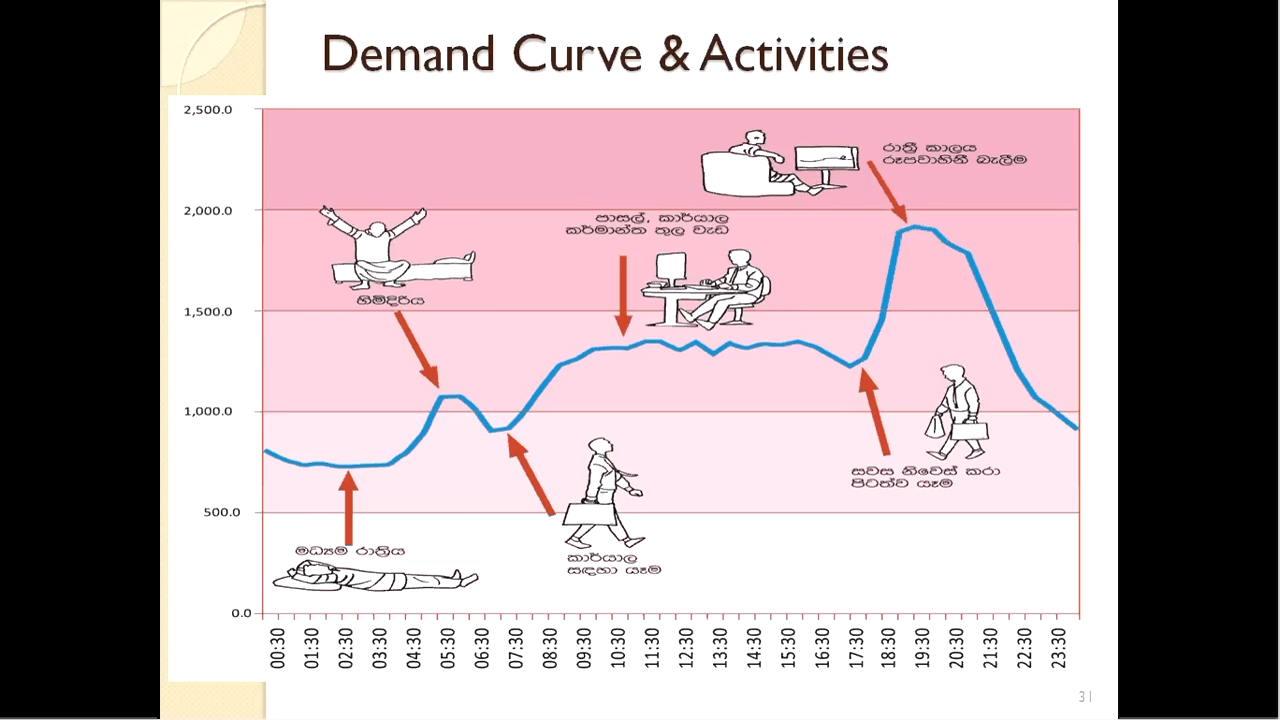 Demand Curve & Activities
2,500.0
2,000.0
1,500.0
1,000.0
500.0
0.0
රාත්‍රී කාලය
රූපවාහිනී බැලීම
පාසල්, කාර්යාල
කර්මාන්ත තුල වැඩ
හිම්දිරිය
සවස නිවෙස් කරා
පිටත්ව යෑම
මධ්‍යම රාත්‍රිය
කාර්යාල
සඳහා යෑම
00:30
01:30
02:30
03:30
04:30
05:30
06:30
07:30
08:30
09:30
10:30
11:30
12:30
13:30
14:30
15:30
16:30
17:30
18:30
19:30
20:30
21:30
22:30
23:30
31